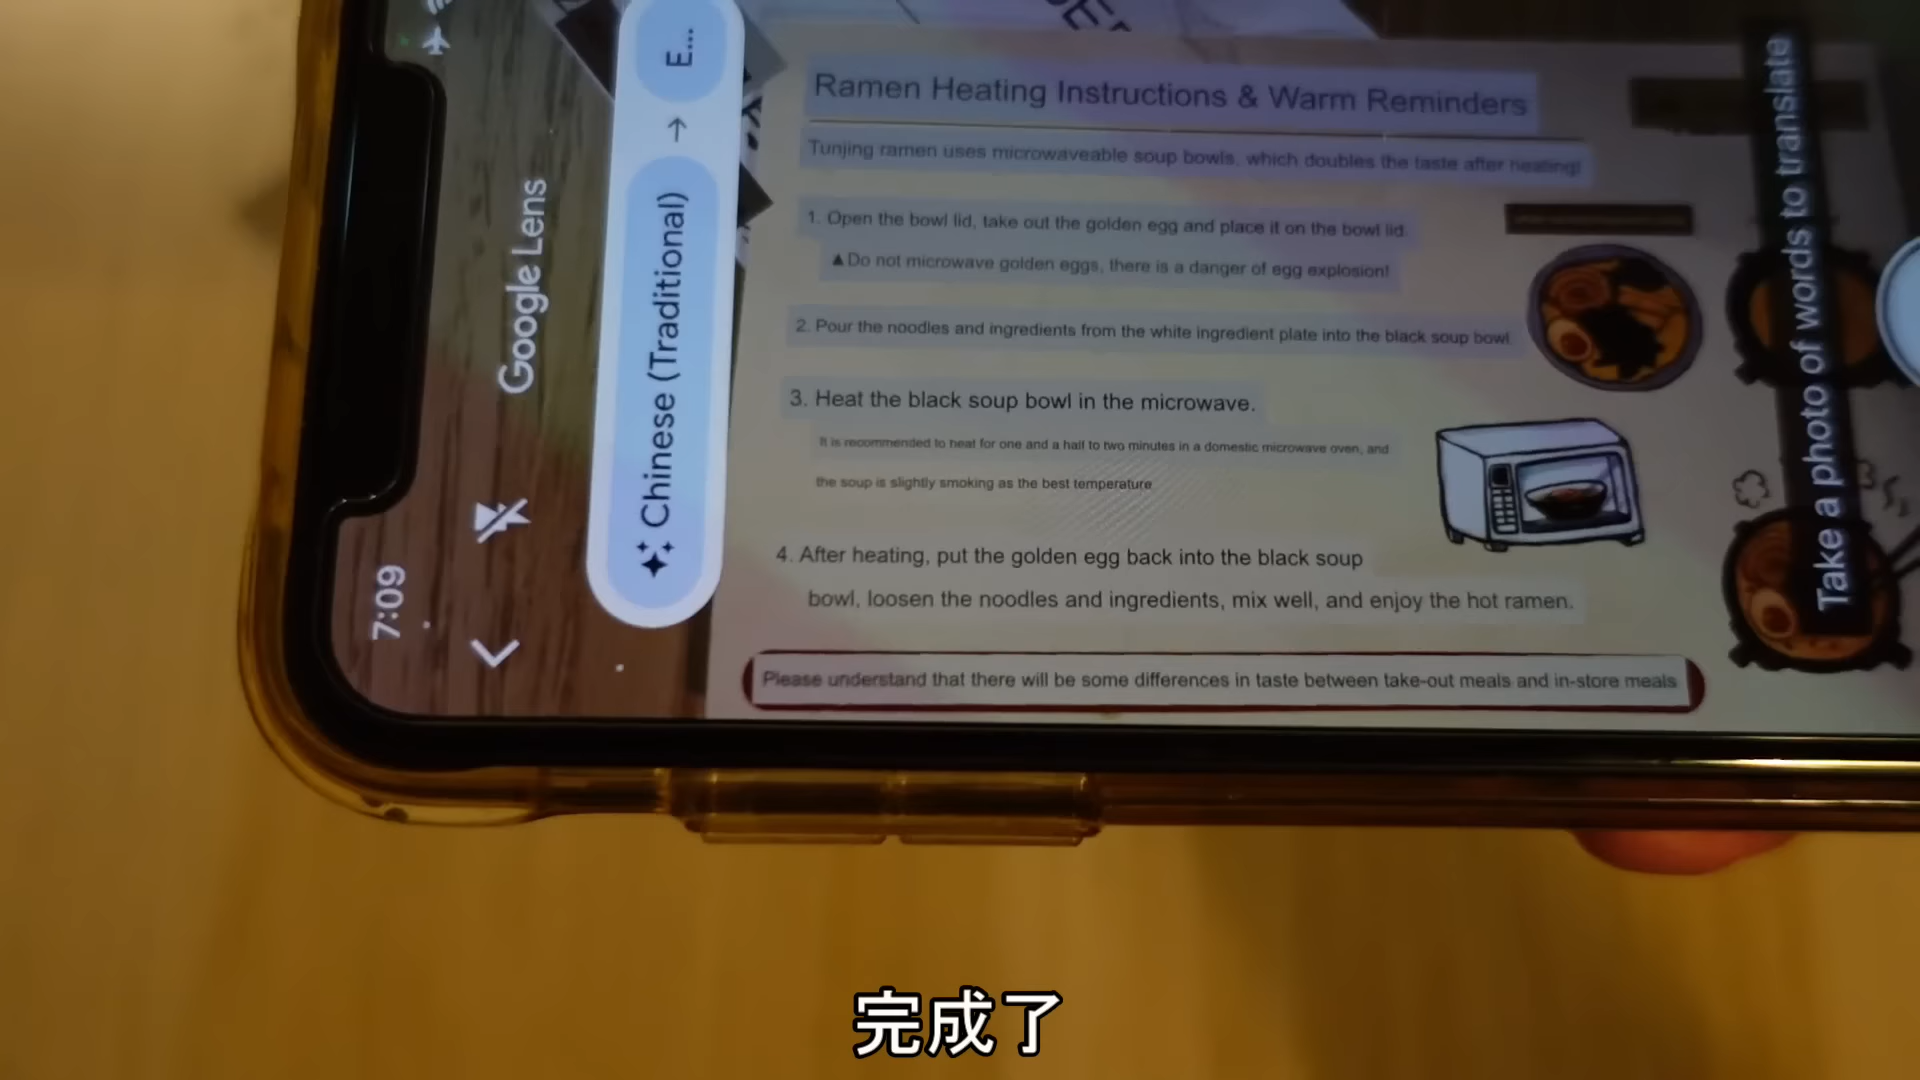 7:09
Google Lens
Chinese (Traditional) → E...
Ramen Heating Instructions & Warm Reminders
Tunjing ramen uses microwaveable soup bowls, which doubles the taste after heating!
1. Open the bowl lid, take out the golden egg and place it on the bowl lid.
▲Do not microwave golden eggs, there is a danger of egg explosion!
2. Pour the noodles and ingredients from the white ingredient plate into the black soup bowl.
3. Heat the black soup bowl in the microwave.
It is recommended to heat for one and a half to two minutes in a domestic microwave oven, and
the soup is slightly smoking as the best temperature
4. After heating, put the golden egg back into the black soup
bowl, loosen the noodles and ingredients, mix well, and enjoy the hot ramen.
Please understand that there will be some differences in taste between take-out meals and in-store meals
Take a photo of words to translate
完成了